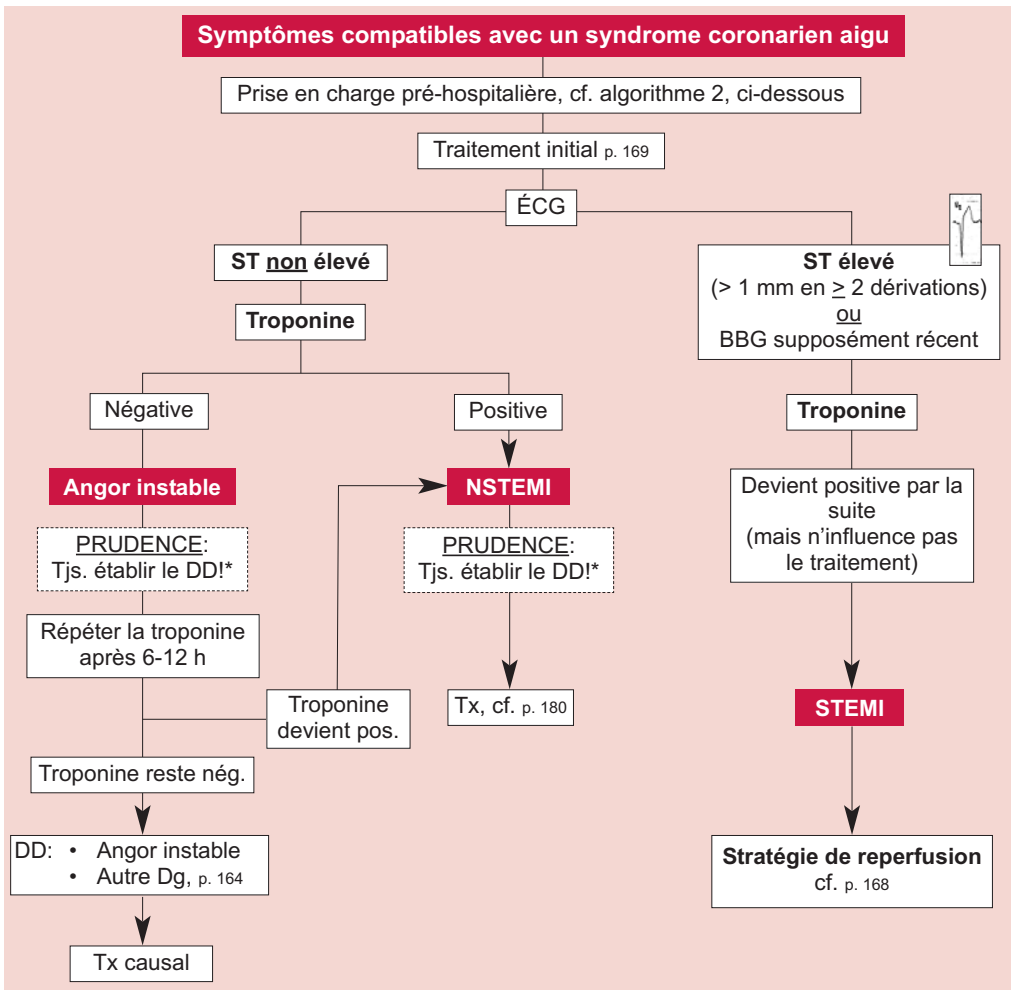 Symptômes compatibles avec un syndrome coronarien aigu
Prise en charge pré-hospitalière, cf. algorithme 2, ci-dessous
Traitement initial p. 169
ÉCG
ST non élevé
Troponine
Négative
Positive
Angor instable
NSTEMI
PRUDENCE:
Tjs. établir le DD!*
PRUDENCE:
Tjs. établir le DD!*
Répéter la troponine
après 6-12 h
Troponine
devient pos.
Tx, cf. p. 180
Troponine reste nég.
DD: • Angor instable
• Autre Dg, p. 164
Tx causal
ST élevé
(> 1 mm en ≥ 2 dérivations)
ou
BBG supposément récent
Troponine
Devient positive par la
suite
(mais n’influence pas
le traitement)
STEMI
Stratégie de reperfusion
cf. p. 168